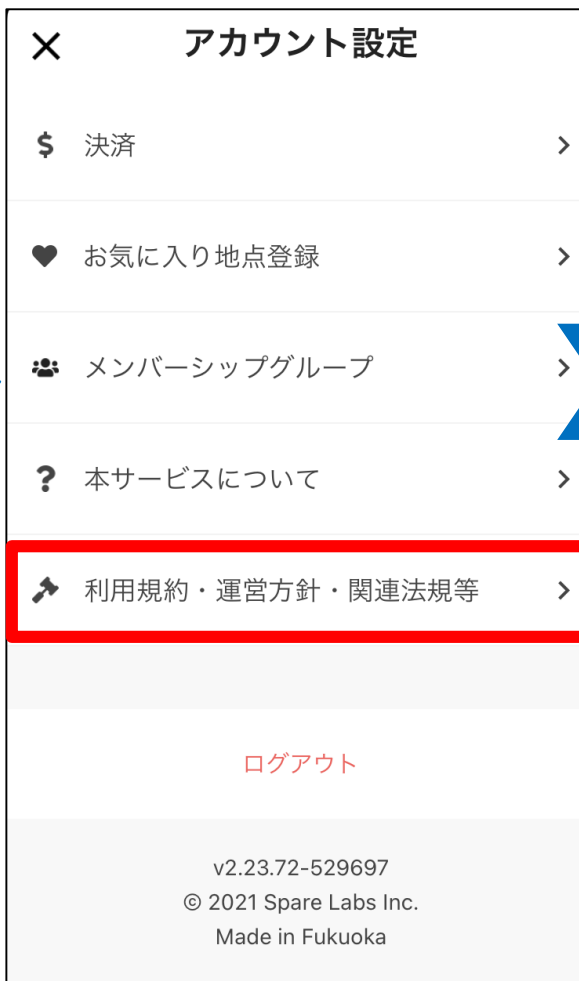 アカウント設定
$ 決済
お気に入り地点登録
メンバーシップグループ
? 本サービスについて
利用規約・運営方針・関連法規等
ログアウト
v2.23.72-529697
© 2021 Spare Labs Inc.
Made in Fukuoka